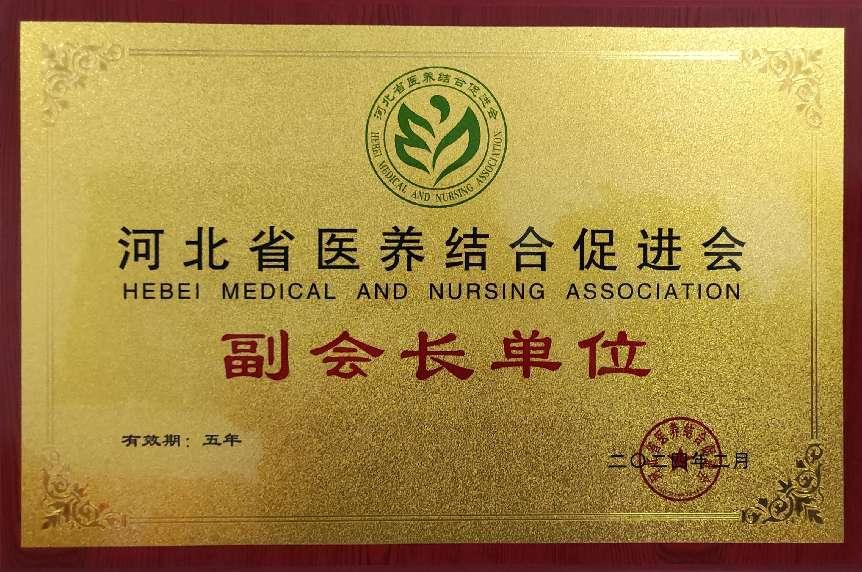 河北省医养结合促进会
HEBEI MEDICAL AND NURSING ASSOCIATION
河北省医养结合促进会
HEBEI MEDICAL AND NURSING ASSOCIATION
副会长单位
有效期：五年
二〇二四年二月